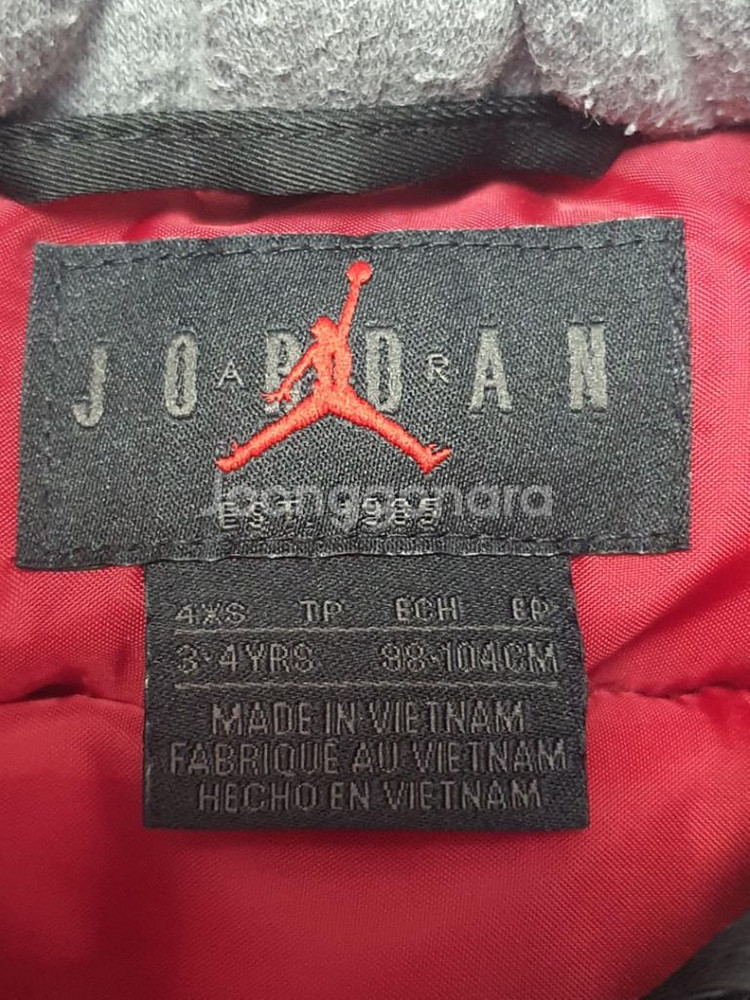 JORDAN
AIR
Joonggonara
EST. 1985
4XS TP ECH EP
3-4YRS 98-104CM
MADE IN VIETNAM
FABRIQUÉ AU VIETNAM
HECHO EN VIETNAM